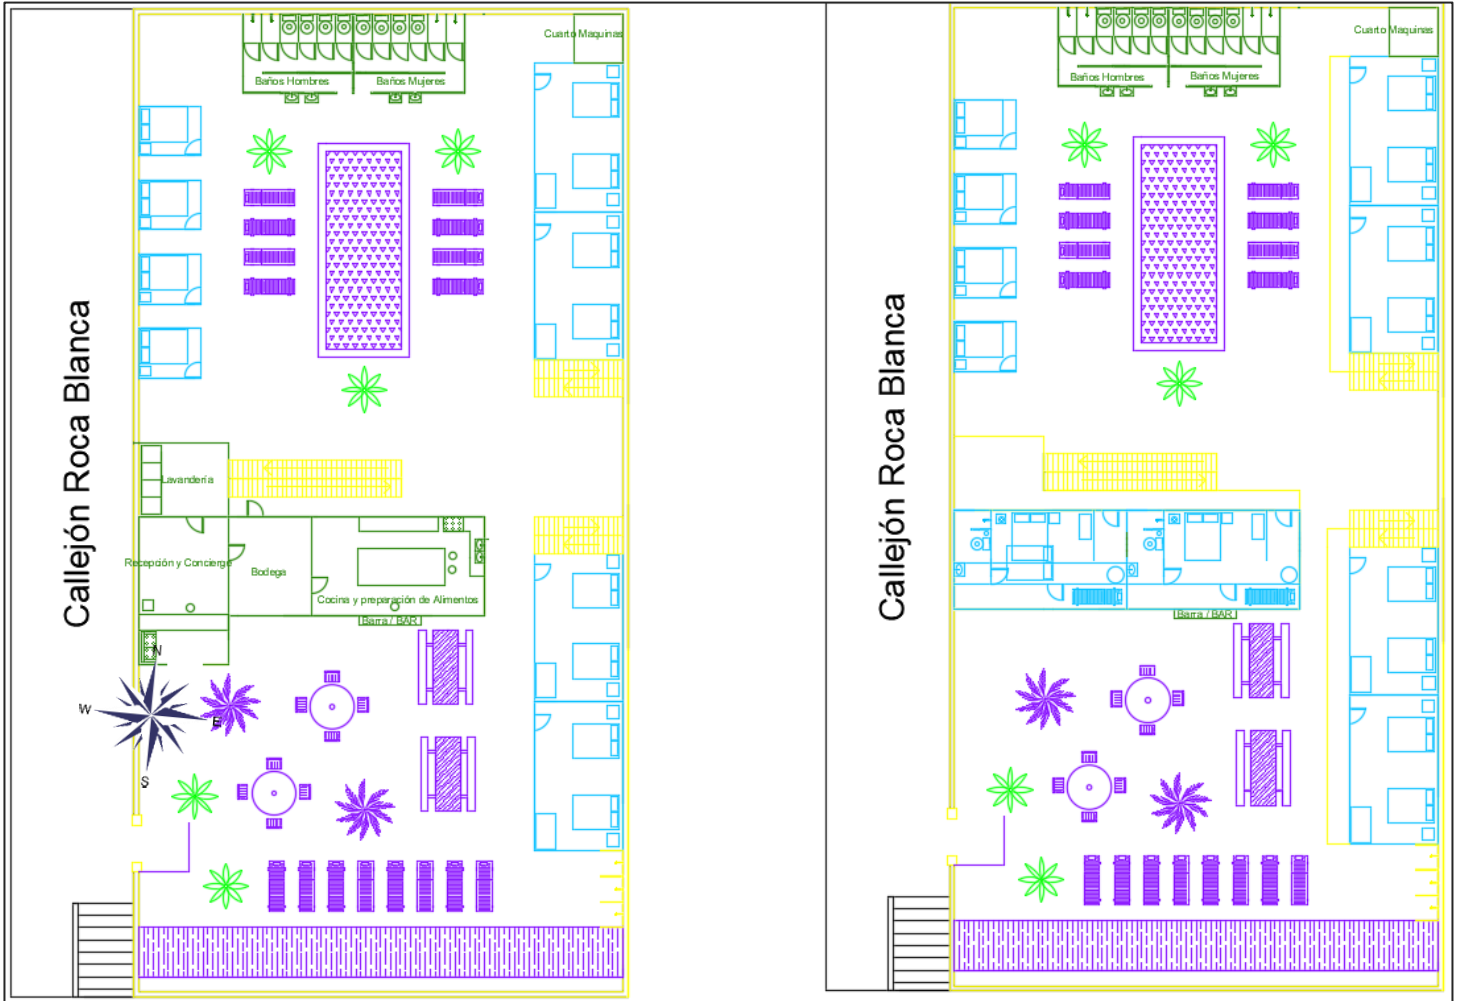 Cuarto Maquinas
Baños Hombres
Baños Mujeres
Callejón Roca Blanca
Lavandería
Recepción y Concierge
Bodega
Cocina y preparación de Alimentos
Barra / BAR
N
W
E
S
Cuarto Maquinas
Baños Hombres
Baños Mujeres
Callejón Roca Blanca
Barra / BAR